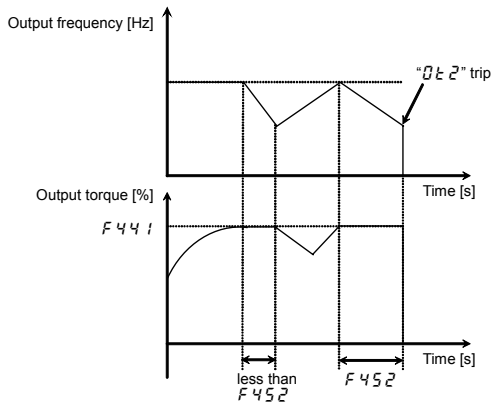 Output frequency [Hz]
“Ot2” trip
Time [s]
Output torque [%]
F441
Time [s]
less than
F452
F452